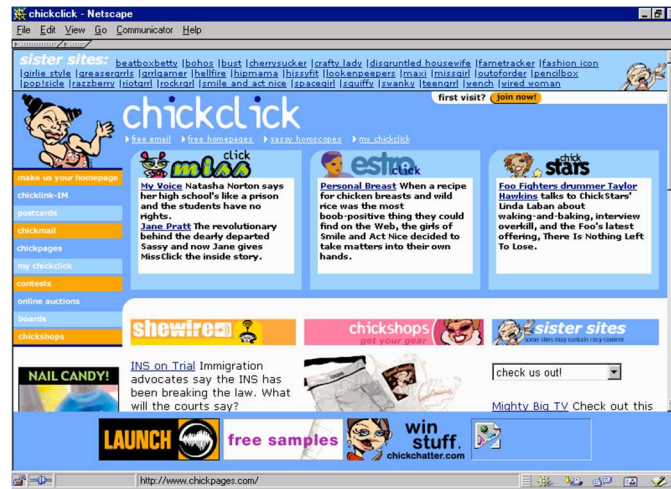 chickclick - Netscape
File Edit View Go Communicator Help
sister sites: beatboxbetty |bohos |bust |cherrysucker |crafty lady |disgruntled housewife |fametracker |fashion icon
|girlie style |greasergrrls |grrlgamer |hellfire |hipmama |hissyfit |lookenpeepers |maxi |missgirl |outoforder |pencilbox
|pop!side |razzberry |riotgrrl |rockrgrl |smile and act nice |spacegirl |squiffy |swanky |teengrrl |wench |wired woman
first visit? join now!
chickclick
free email free homepages sassy horoscopes my chickclick
make us your homepage
chicklink-IM
postcards
chickmail
chickpages
my chickclick
contests
online auctions
boards
chickshops
NAIL CANDY!
miss click
My Voice Natasha Norton says
her high school's like a prison
and the students have no
rights.
Jane Pratt The revolutionary
behind the dearly departed
Sassy and now Jane gives
MissClick the inside story.
estro click
Personal Breast When a recipe
for chicken breasts and wild
rice was the most
boob-positive thing they could
find on the Web, the girls of
Smile and Act Nice decided to
take matters into their own
hands.
chick stars
Foo Fighters drummer Taylor
Hawkins talks to ChickStars'
Linda Laban about
waking-and-baking, interview
overkill, and the Foo's latest
offering, There Is Nothing Left
To Lose.
shewire
INS on Trial Immigration
advocates say the INS has
been breaking the law. What
will the courts say?
chickshops
get your gear
sister sites
some sites may contain racy content
check us out!
Mighty Big TV Check out this
LAUNCH
free samples
win
stuff.
chickchatter.com
http://www.chickpages.com/